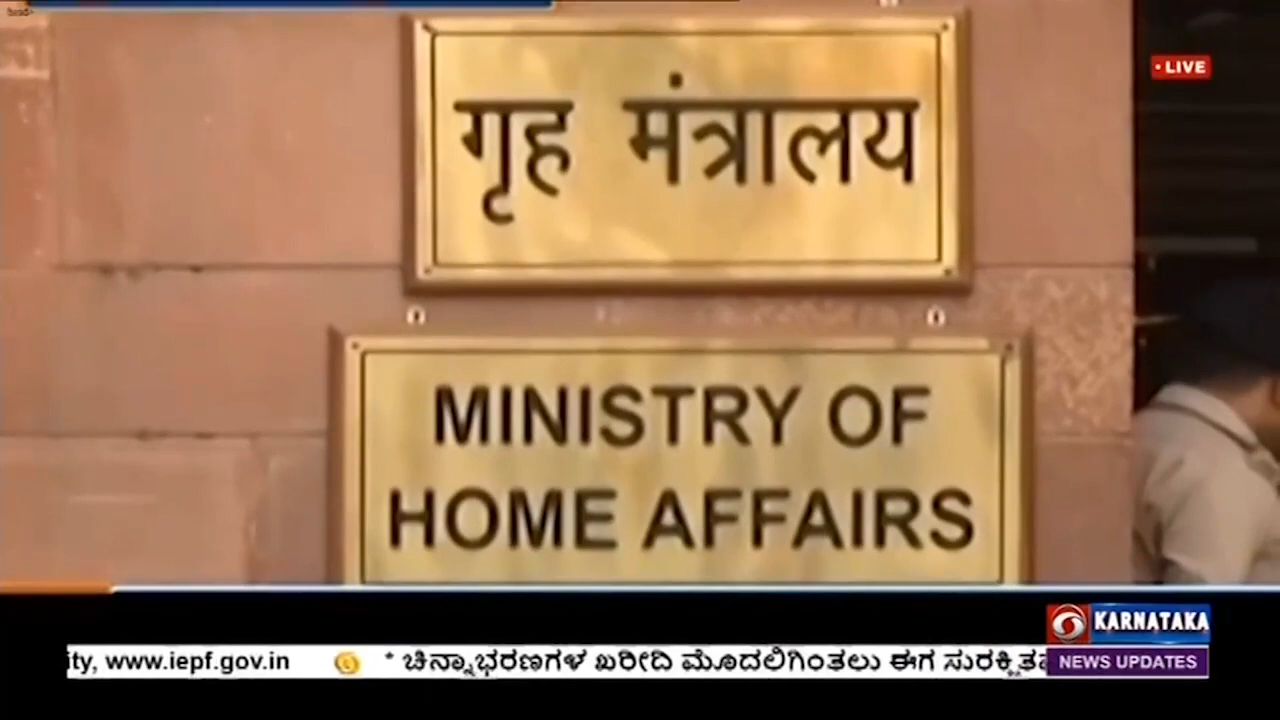 LIVE
गृह मंत्रालय
MINISTRY OF
HOME AFFAIRS
KARNATAKA
ity, www.iepf.gov.in * ಚಿನ್ನಾಭರಣಗಳ ಖರೀದಿ ಮೊದಲಿಗಿಂತಲು ಈಗ ಸುರಕ್ಷಿತ
NEWS UPDATES